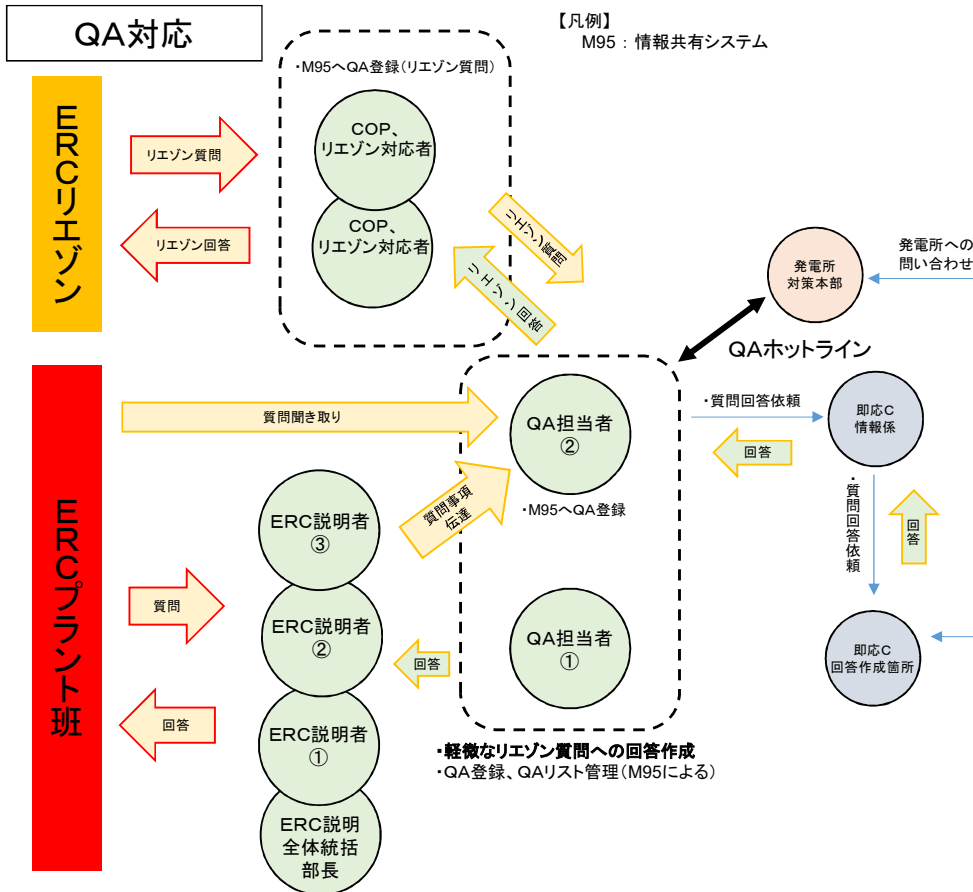 QA対応
【凡例】
M95 : 情報共有システム
ERCリエゾン
・M95へQA登録(リエゾン質問)
COP、
リエゾン対応者
COP、
リエゾン対応者
リエゾン質問
リエゾン回答
リエゾン質問
リエゾン回答
発電所
対策本部
発電所への
問い合わせ
QAホットライン
ERCプラント班
質問聞き取り
QA担当者
②
・M95へQA登録
・質問回答依頼
回答
即応C
情報係
・質問回答依頼
回答
即応C
回答作成箇所
質問事項
伝達
ERC説明者
③
質問
ERC説明者
②
回答
QA担当者
①
回答
ERC説明者
①
ERC説明
全体統括
部長
・軽微なリエゾン質問への回答作成
・QA登録、QAリスト管理(M95による)